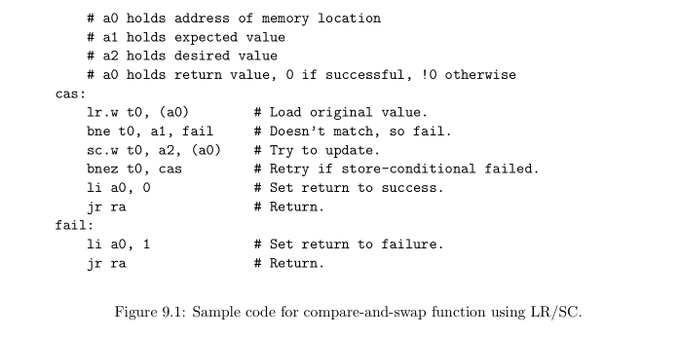 # a0 holds address of memory location
# a1 holds expected value
# a2 holds desired value
# a0 holds return value, 0 if successful, !0 otherwise
cas:
lr.w t0, (a0) # Load original value.
bne t0, a1, fail # Doesn't match, so fail.
sc.w t0, a2, (a0) # Try to update.
bnez t0, cas # Retry if store-conditional failed.
li a0, 0 # Set return to success.
jr ra # Return.
fail:
li a0, 1 # Set return to failure.
jr ra # Return.
Figure 9.1: Sample code for compare-and-swap function using LR/SC.